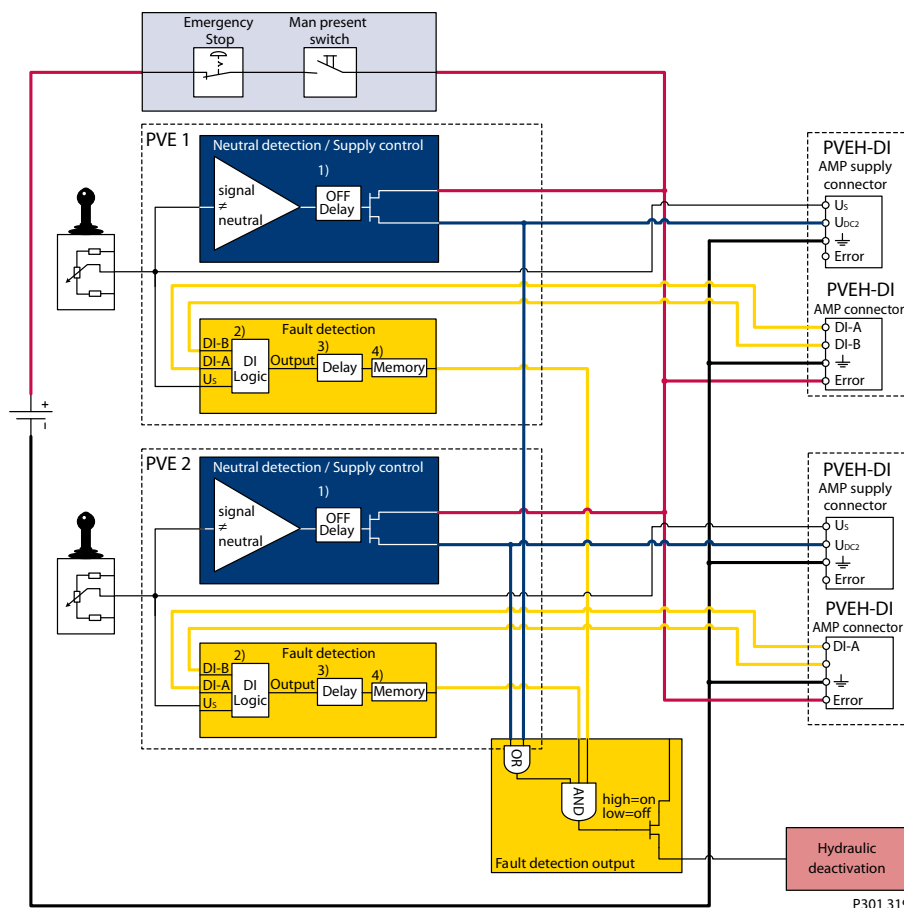 Emergency
Stop
Man present
switch
PVE 1
Neutral detection / Supply control
signal
≠
neutral
1)
OFF
Delay
Fault detection
DI-B
DI-A
Us
2)
DI
Logic
Output
3)
Delay
4)
Memory
PVEH-DI
AMP supply
connector
Us
UDC2
Error
PVEH-DI
AMP connector
DI-A
DI-B
Error
+
-
PVE 2
Neutral detection / Supply control
signal
≠
neutral
1)
OFF
Delay
Fault detection
DI-B
DI-A
Us
2)
DI
Logic
Output
3)
Delay
4)
Memory
PVEH-DI
AMP supply
connector
Us
UDC2
Error
PVEH-DI
AMP connector
DI-A
Error
OR
AND
high=on
low=off
Fault detection output
Hydraulic
deactivation
P301 319